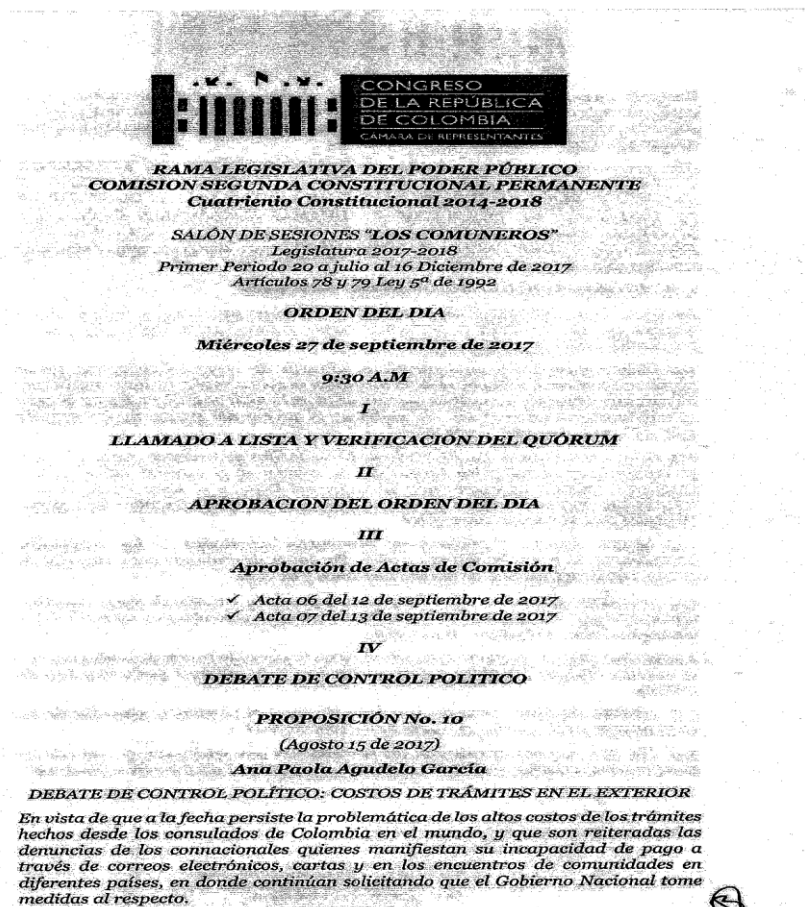 CONGRESO
DE LA REPÚBLICA
DE COLOMBIA
CÁMARA DE REPRESENTANTES
RAMA LEGISLATIVA DEL PODER PÚBLICO
COMISION SEGUNDA CONSTITUCIONAL PERMANENTE
Cuatrienio Constitucional 2014-2018
SALÓN DE SESIONES "LOS COMUNEROS"
Legislatura 2017-2018
Primer Periodo 20 a julio al 16 Diciembre de 2017
Artículos 78 y 79 Ley 5ª de 1992
ORDEN DEL DIA
Miércoles 27 de septiembre de 2017
9:30 A.M
I
LLAMADO A LISTA Y VERIFICACION DEL QUÓRUM
II
APROBACION DEL ORDEN DEL DIA
III
Aprobación de Actas de Comisión
✓ Acta 06 del 12 de septiembre de 2017
✓ Acta 07 del 13 de septiembre de 2017
IV
DEBATE DE CONTROL POLITICO
PROPOSICIÓN No. 10
(Agosto 15 de 2017)
Ana Paola Agudelo García
DEBATE DE CONTROL POLÍTICO: COSTOS DE TRÁMITES EN EL EXTERIOR
En vista de que a la fecha persiste la problemática de los altos costos de los trámites
hechos desde los consulados de Colombia en el mundo, y que son reiteradas las
denuncias de los connacionales quienes manifiestan su incapacidad de pago a
través de correos electrónicos, cartas y en los encuentros de comunidades en
diferentes países, en donde continúan solicitando que el Gobierno Nacional tome
medidas al respecto.